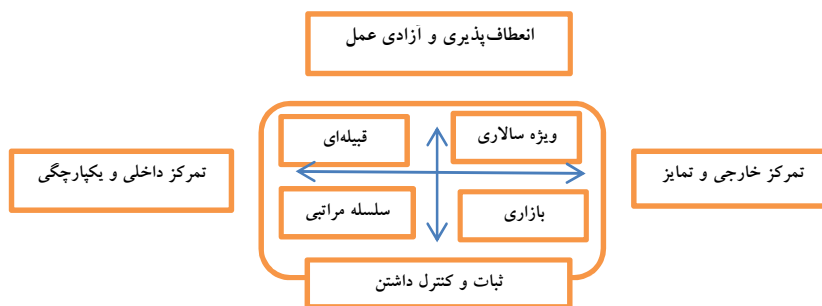 انعطاف‌پذیری و آزادی عمل
ویژه سالاری
قبیله‌ای
تمرکز خارجی و تمایز
تمرکز داخلی و یکپارچگی
بازاری
سلسله مراتبی
ثبات و کنترل داشتن